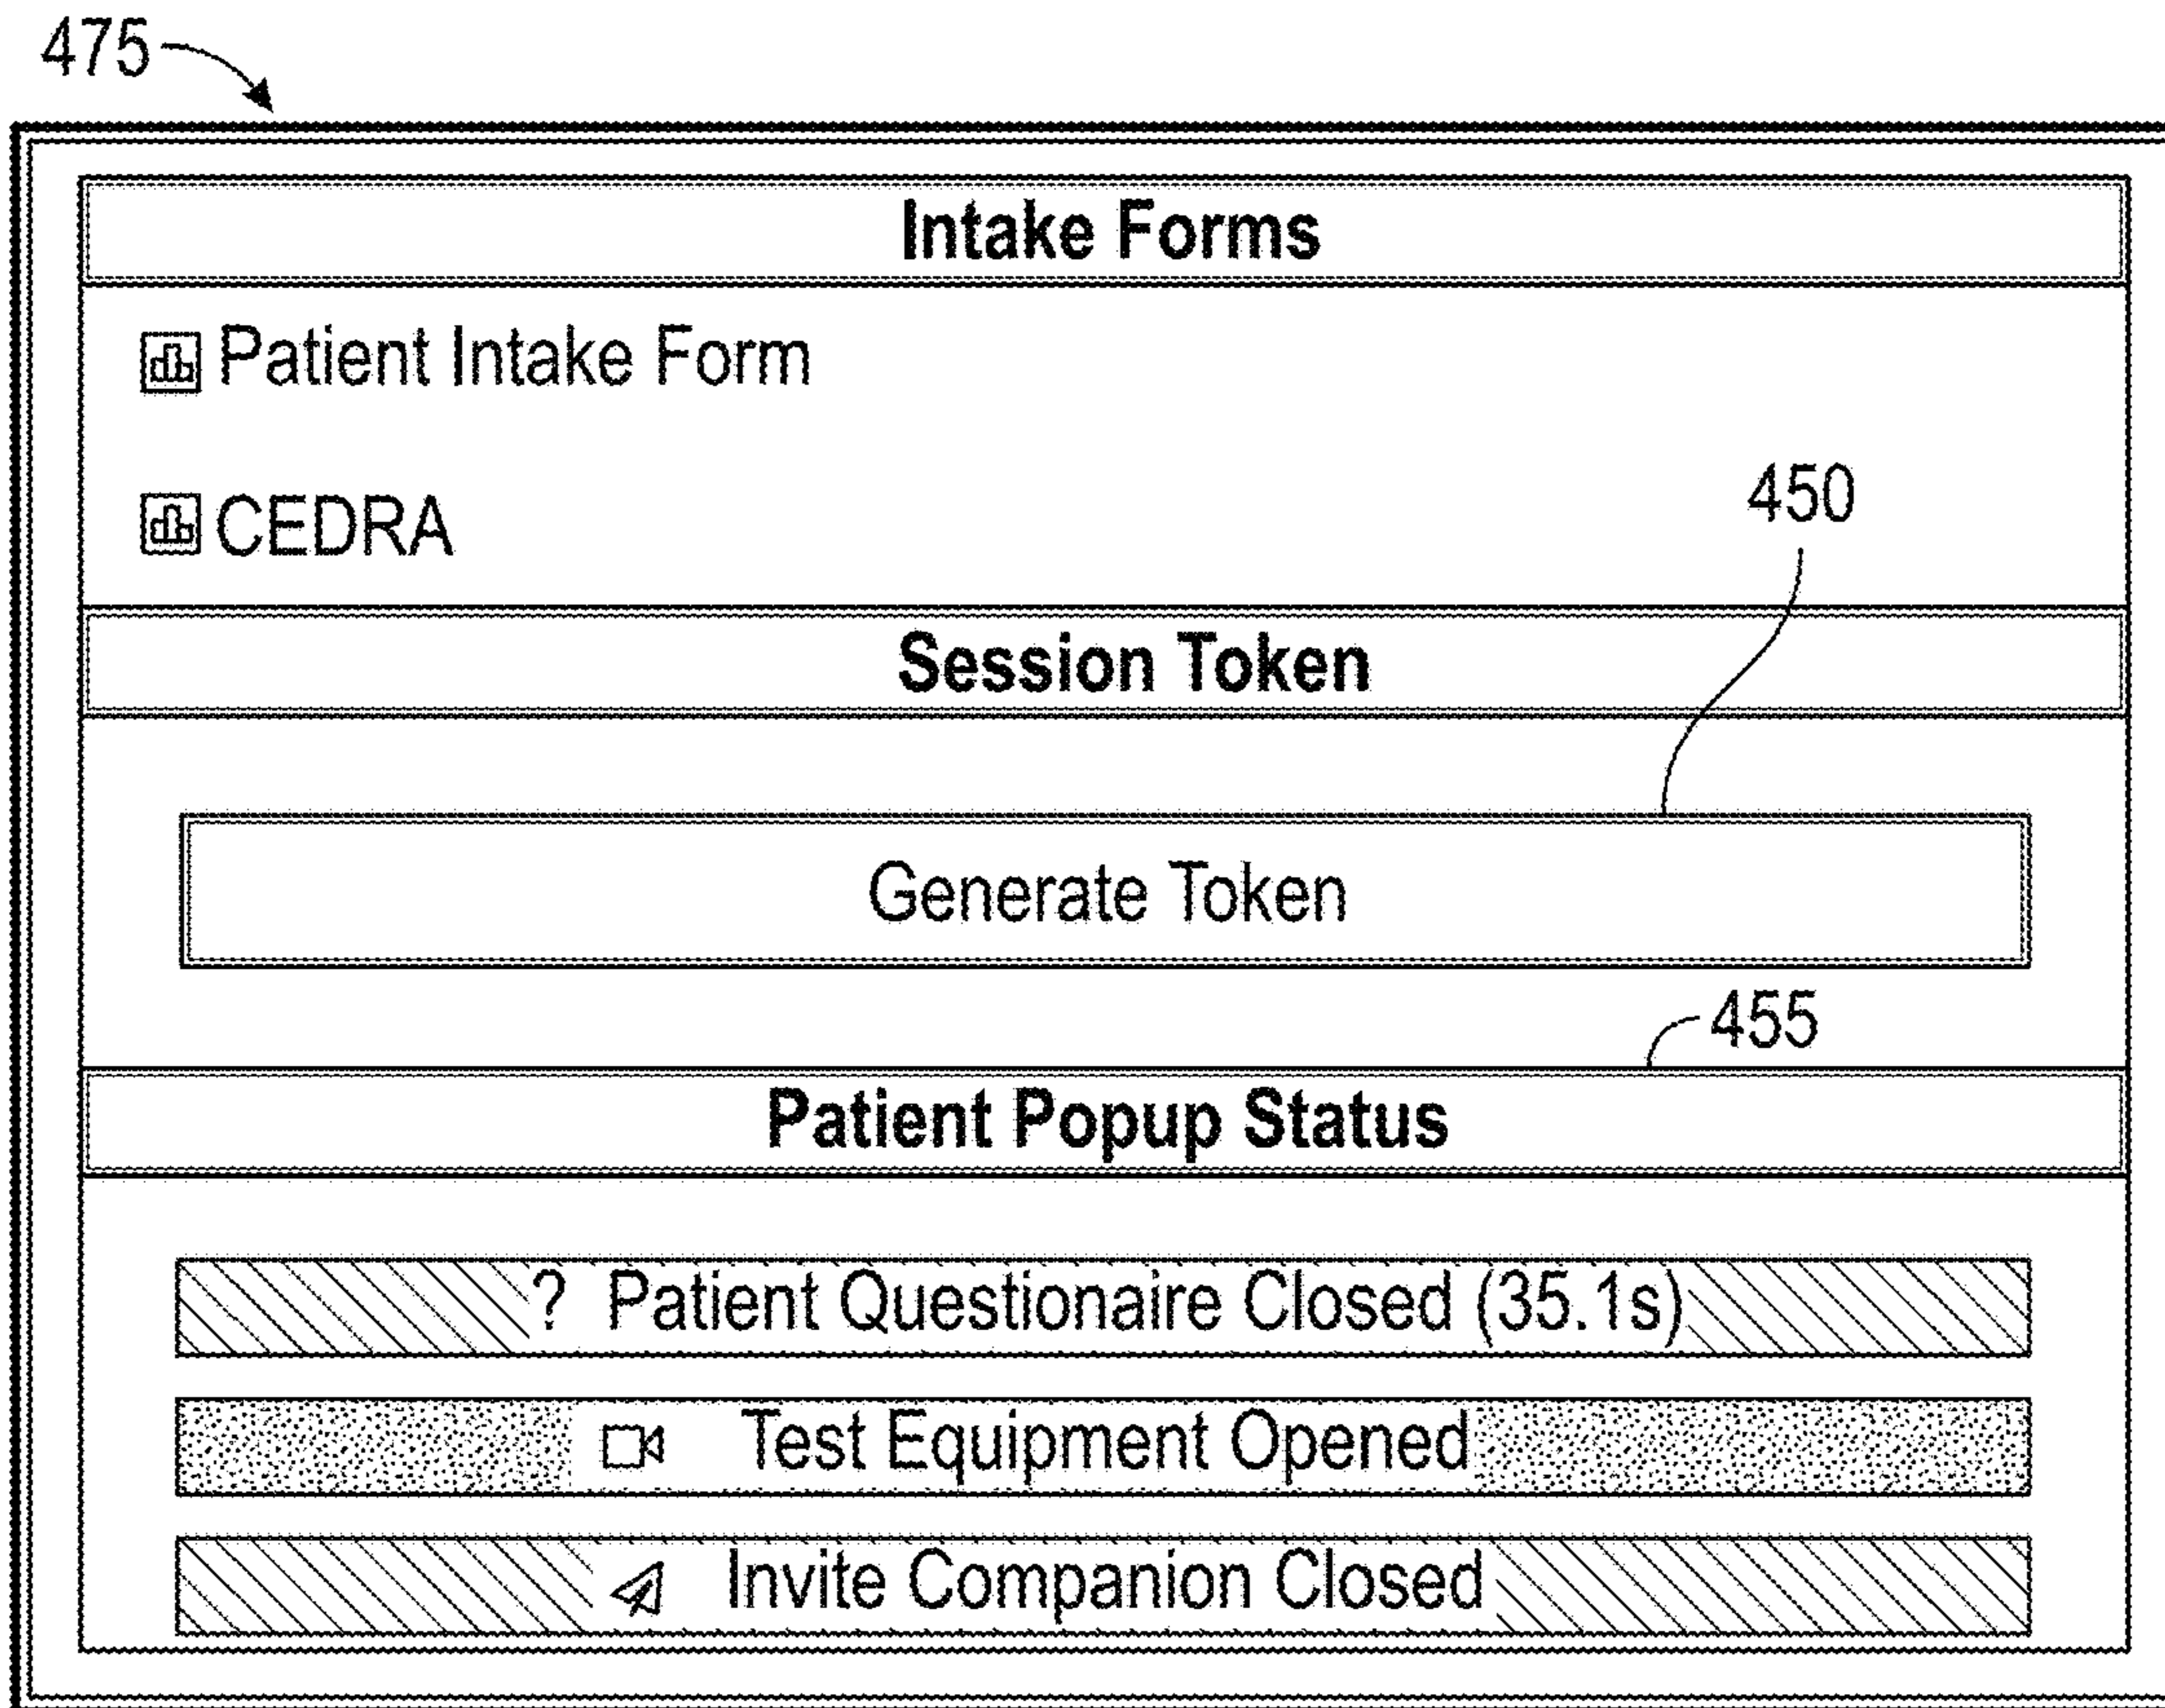 475
Intake Forms
Patient Intake Form
CEDRA
450
Session Token
Generate Token
455
Patient Popup Status
? Patient Questionaire Closed (35.1s)
Test Equipment Opened
Invite Companion Closed